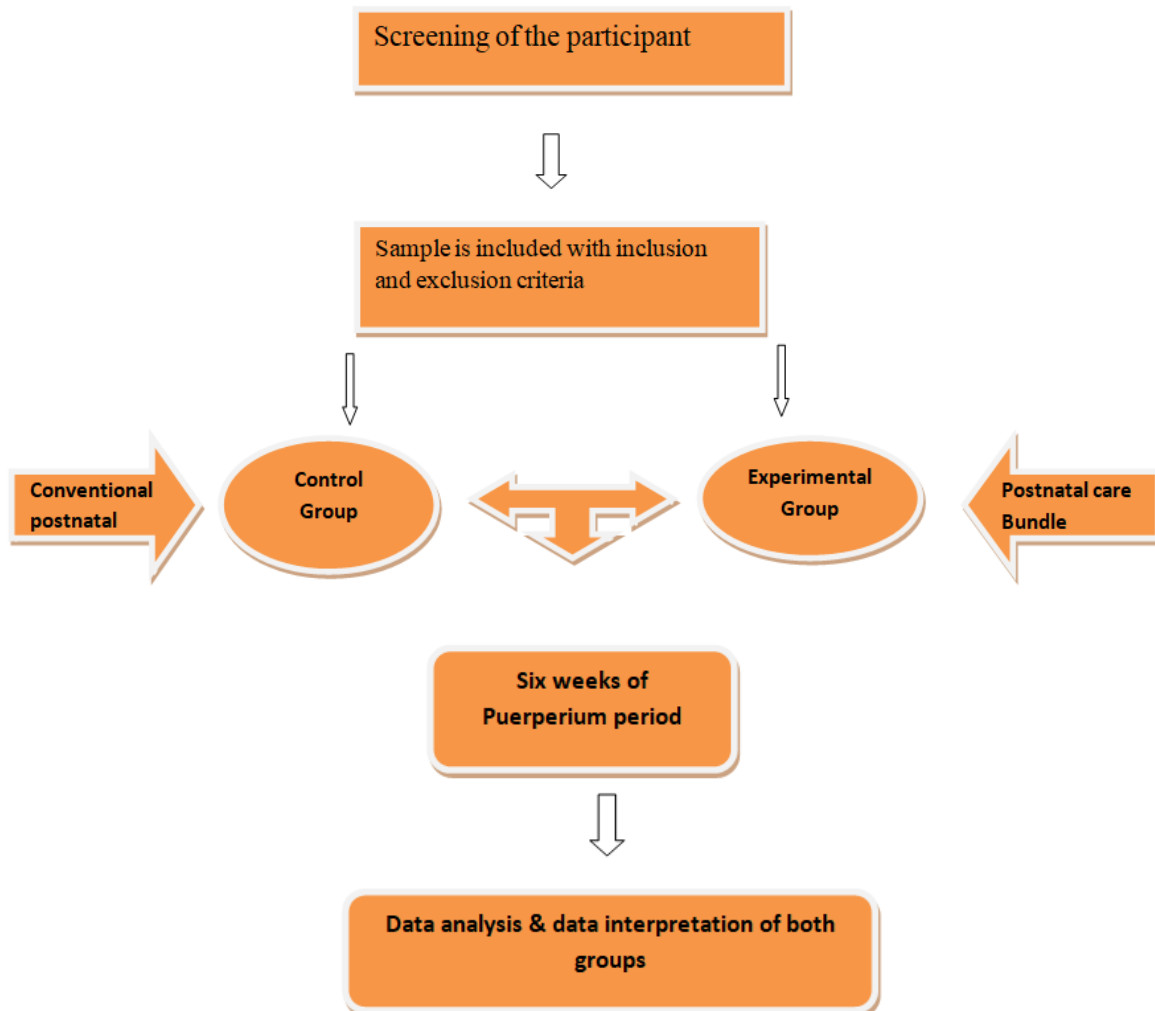 Screening of the participant
Sample is included with inclusion
and exclusion criteria
Conventional
postnatal
Control
Group
Experimental
Group
Postnatal care
Bundle
Six weeks of
Puerperium period
Data analysis & data interpretation of both
groups